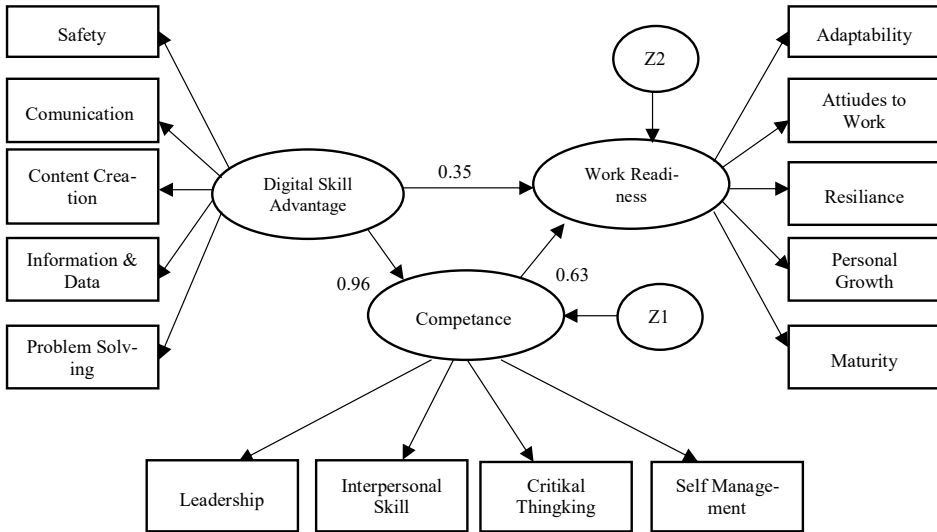 Safety
Comunication
Content Crea-
tion
Information &
Data
Problem Solv-
ing
Digital Skill
Advantage
0.35
0.96
Z2
Work Readi-
ness
0.63
Competance
Z1
Adaptability
Attiudes to
Work
Resiliance
Personal
Growth
Maturity
Leadership
Interpersonal
Skill
Critikal
Thingking
Self Manage-
ment